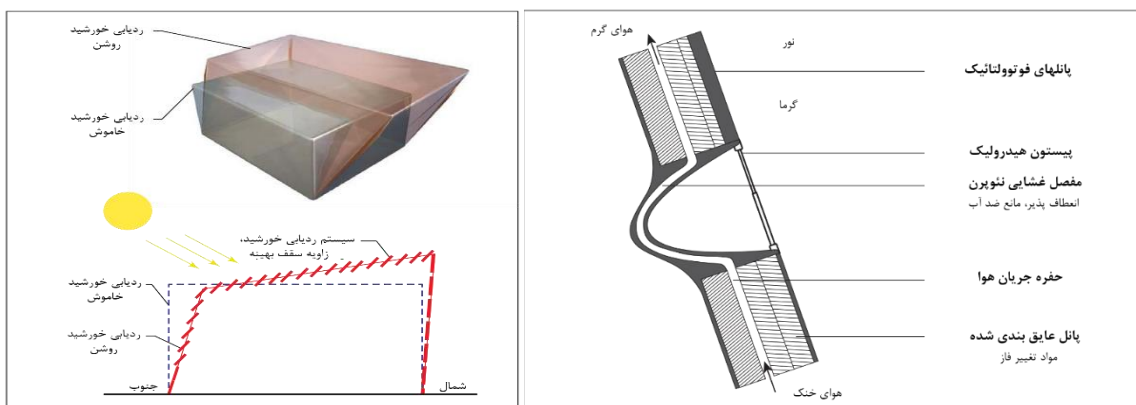 ردیابی خورشید
روشن
ردیابی خورشید
خاموش
سیستم ردیابی خورشید،
زاویه سقف بهینه
ردیابی خورشید
خاموش
ردیابی خورشید
روشن
جنوب
شمال
هوای گرم
نور
گرما
پانلهای فوتوولتائیک
پیستون هیدرولیک
مفصل غشایی نئوپرن
انعطاف پذیر، مانع ضد آب
حفره جریان هوا
پانل عایق بندی شده
مواد تغییر فاز
هوای خنک